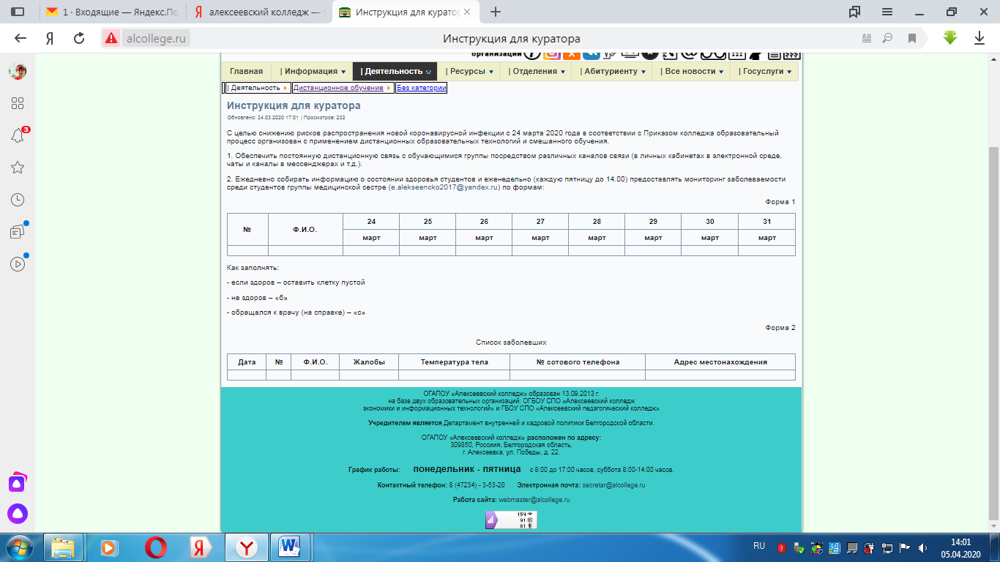 1 · Входящие — Яндекс.По
алексеевский колледж —
Инструкция для куратор
alcollege.ru
Инструкция для куратора
организации
Главная
| Информация
| Деятельность
| Ресурсы
| Отделения
| Абитуриенту
| Все новости
| Госуслуги
| Деятельность
Дистанционное обучение
Без категории
Инструкция для куратора
Обновлено: 24.03.2020 17:01 | Просмотров: 232
С целью снижению рисков распространения новой коронавирусной инфекции с 24 марта 2020 года в соответствии с Приказом колледжа образовательный
процесс организован с применением дистанционных образовательных технологий и смешанного обучения.
1. Обеспечить постоянную дистанционную связь с обучающимися группы посредством различных каналов связи (в личных кабинетах в электронной среде,
чаты и каналы в мессенджерах и т.д.).
2. Ежедневно собирать информацию о состоянии здоровья студентов и еженедельно (каждую пятницу до 14.00) предоставлять мониторинг заболеваемости
среди студентов группы медицинской сестре (e.alekseencko2017@yandex.ru) по формам:
Форма 1
№ Ф.И.О. 24 25 26 27 28 29 30 31
март март март март март март март март
Как заполнять:
- если здоров – оставить клетку пустой
- не здоров – «б»
- обращался к врачу (на справке) – «с»
Форма 2
Список заболевших
Дата № Ф.И.О. Жалобы Температура тела № сотового телефона Адрес местонахождения
ОГАПОУ «Алексеевский колледж» образован 13.09.2013 г.
на базе двух образовательных организаций: ОГБОУ СПО «Алексеевский колледж
экономики и информационных технологий» и ГБОУ СПО «Алексеевский педагогический колледж»
Учредителем является Департамент внутренней и кадровой политики Белгородской области.
ОГАПОУ «Алексеевский колледж» расположен по адресу:
309850, Россиия, Белгородская область,
г. Алексеевка, ул. Победы, д. 22.
График работы: понедельник - пятница с 8:00 до 17:00 часов, суббота 8:00-14:00 часов.
Контактный телефон: 8 (47234) - 3-53-20 Электронная почта: secretar@alcollege.ru
Работа сайта: webmaster@alcollege.ru
154
91
81
3
RU
14:01
05.04.2020